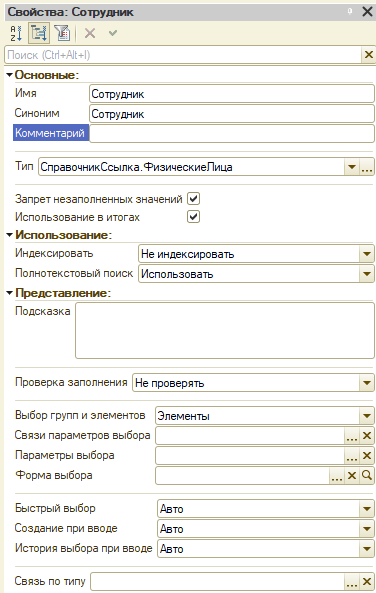 Свойства: Сотрудник
Поиск (Ctrl+Alt+I)
Основные:
Имя Сотрудник
Синоним Сотрудник
Комментарий
Тип СправочникСсылка.ФизическиеЛица
Запрет незаполненных значений
Использование в итогах
Использование:
Индексировать Не индексировать
Полнотекстовый поиск Использовать
Представление:
Подсказка
Проверка заполнения Не проверять
Выбор групп и элементов Элементы
Связи параметров выбора
Параметры выбора
Форма выбора
Быстрый выбор Авто
Создание при вводе Авто
История выбора при вводе Авто
Связь по типу